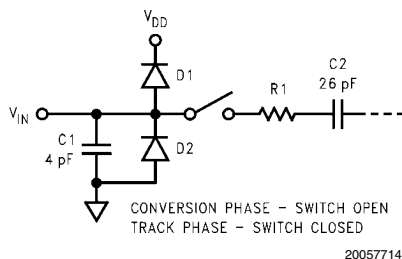 VDD
D1
C2
26 pF
R1
VIN
C1
4 pF
D2
CONVERSION PHASE – SWITCH OPEN
TRACK PHASE – SWITCH CLOSED
20057714